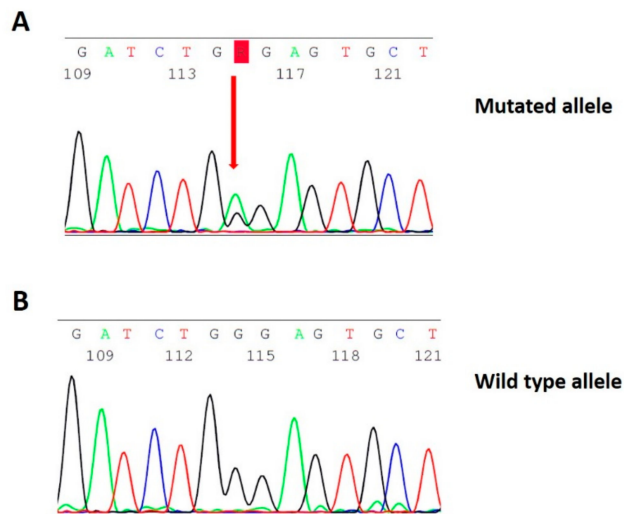 A
G A T C T G G A G T G C T
109 113 117 121
Mutated allele
B
G A T C T G G G A G T G C T
109 112 115 118 121
Wild type allele